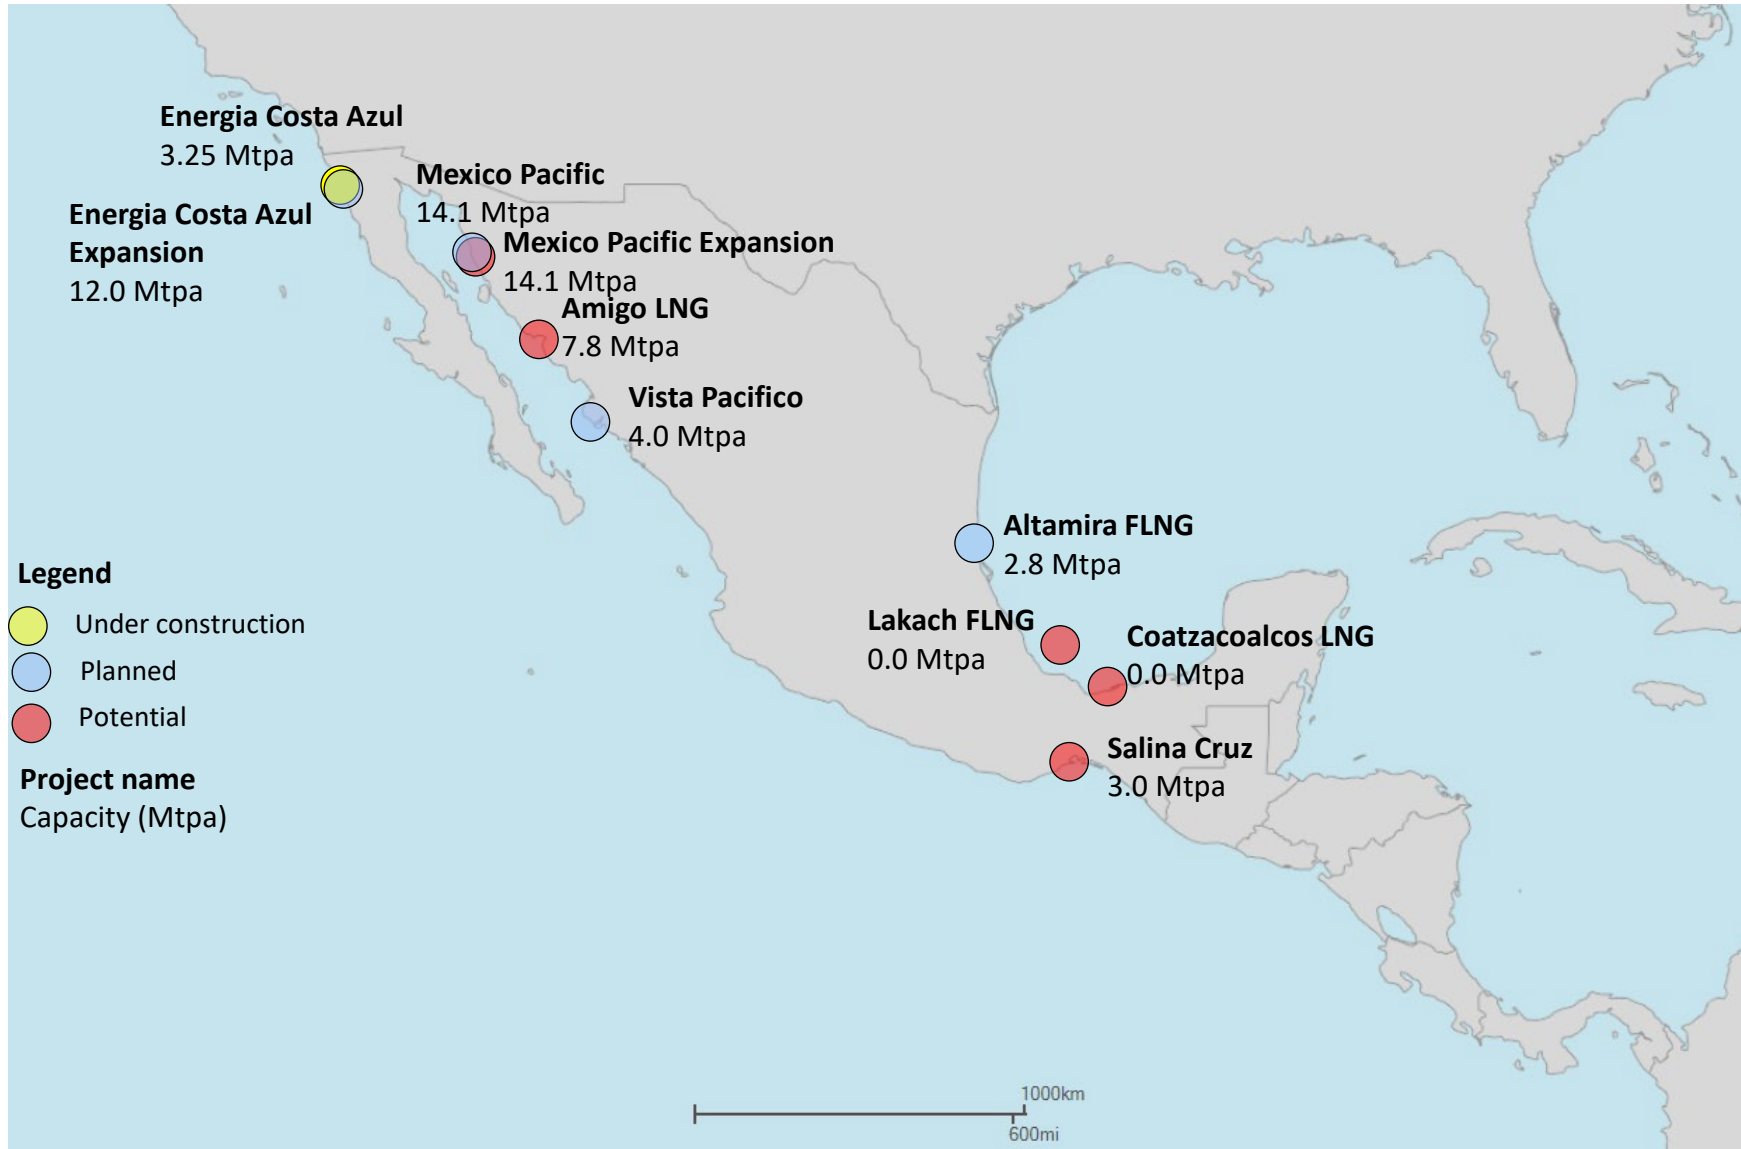 Energia Costa Azul
3.25 Mtpa
Energia Costa Azul
Expansion
12.0 Mtpa
Mexico Pacific
14.1 Mtpa
Mexico Pacific Expansion
14.1 Mtpa
Amigo LNG
7.8 Mtpa
Vista Pacifico
4.0 Mtpa
Altamira FLNG
2.8 Mtpa
Lakach FLNG
0.0 Mtpa
Coatzacoalcos LNG
0.0 Mtpa
Salina Cruz
3.0 Mtpa
Legend
Under construction
Planned
Potential
Project name
Capacity (Mtpa)
1000km
600mi